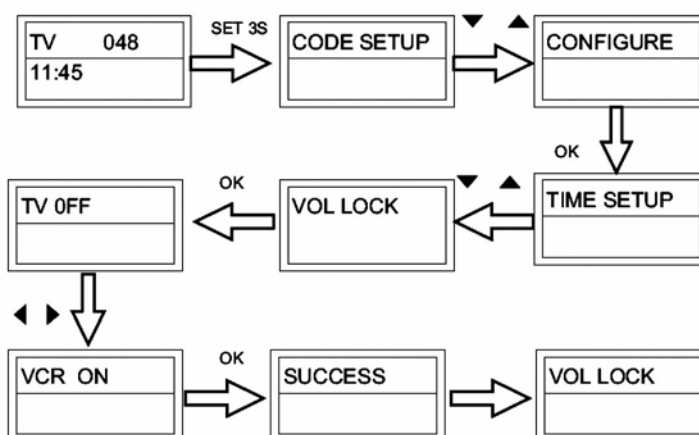 TV 048
11:45
SET 3S
CODE SETUP
CONFIGURE
OK
TIME SETUP
VOL LOCK
OK
TV 0FF
VCR ON
OK
SUCCESS
VOL LOCK